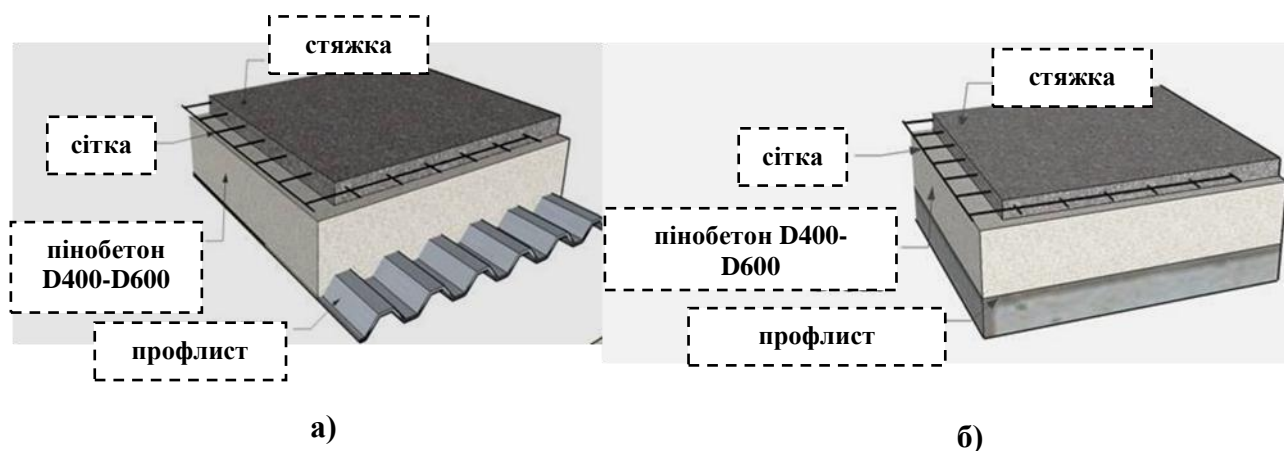 стяжка
сітка
пінобетон
D400-D600
профлист
а)
стяжка
сітка
пінобетон D400-
D600
профлист
б)